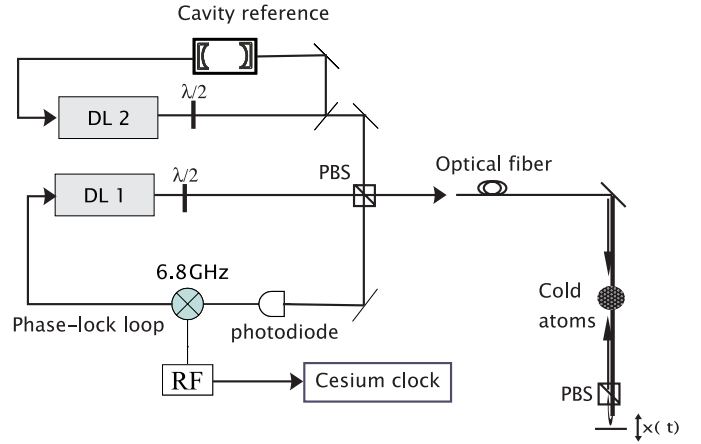 Cavity reference
λ/2
DL 2
Optical fiber
PBS
λ/2
DL 1
6.8GHz
Cold
atoms
Phase-lock loop
photodiode
RF
Cesium clock
PBS
x( t)